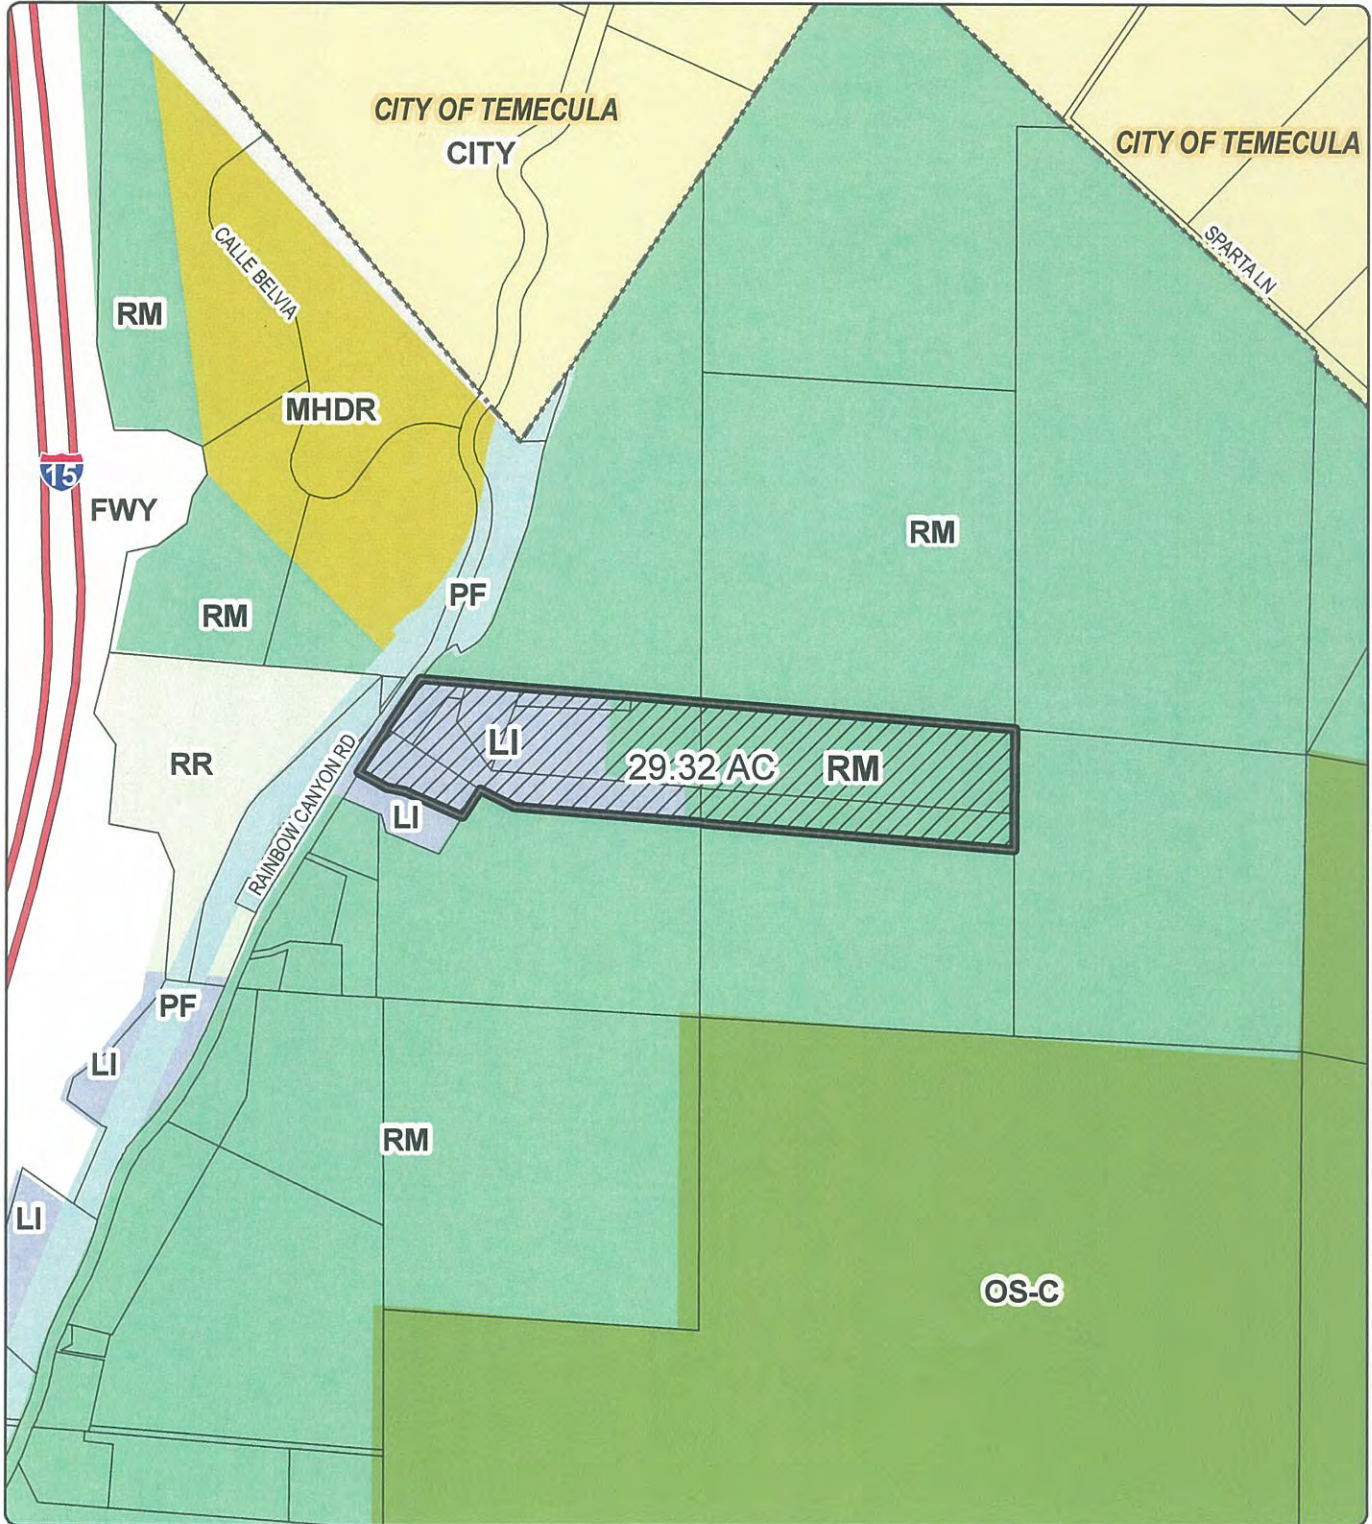 CITY OF TEMECULA
CITY
CITY OF TEMECULA
SPARTA LN
CALLE BELVIA
RM
MHDR
15
FWY
RM
PF
RM
LI
29.32 AC
RM
RR
RAINBOW CANYON RD
LI
PF
LI
RM
LI
OS-C